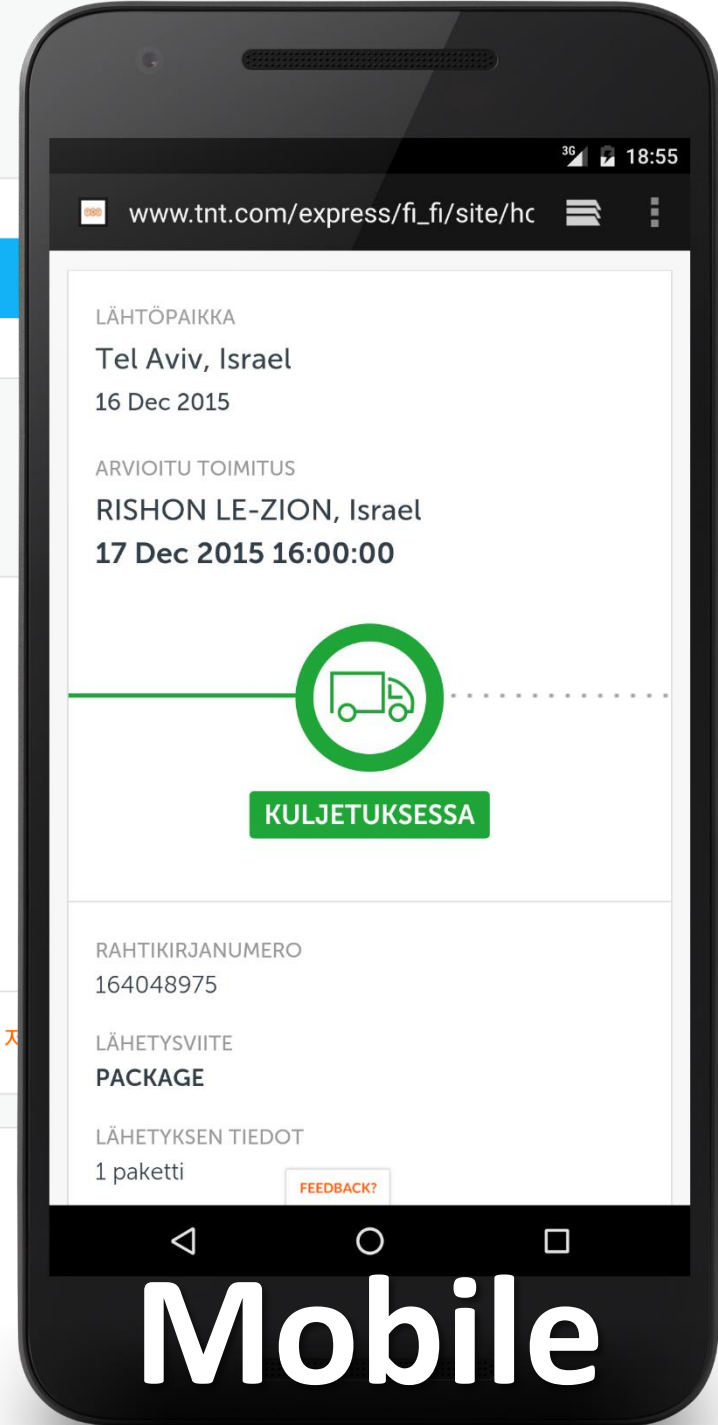 3G 18:55
www.tnt.com/express/fi_fi/site/hc
LÄHTÖPAIKKA
Tel Aviv, Israel
16 Dec 2015
ARVIOITU TOIMITUS
RISHON LE-ZION, Israel
17 Dec 2015 16:00:00
KULJETUKSESSA
RAHTIKIRJANUMERO
164048975
LÄHETYSVIITE
PACKAGE
LÄHETYKSEN TIEDOT
1 paketti
FEEDBACK?
Mobile